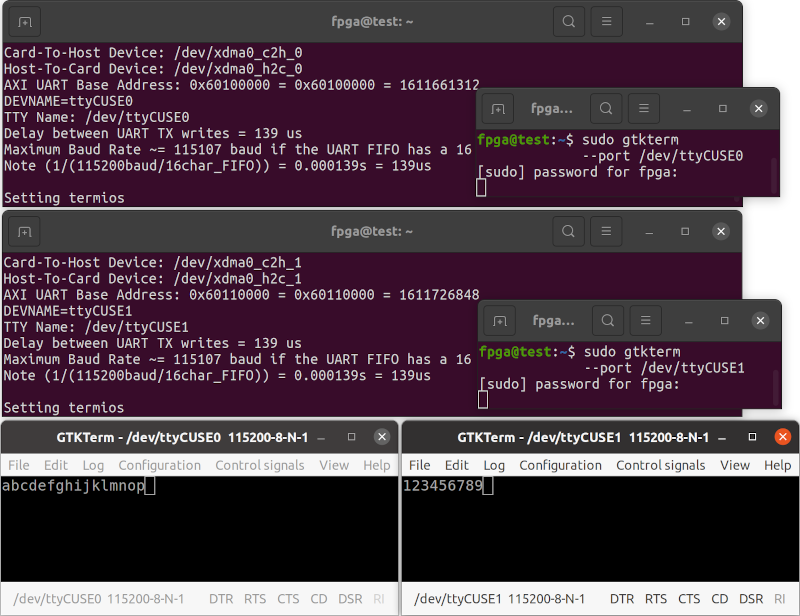 fpga@test: ~
Card-To-Host Device: /dev/xdma0_c2h_0
Host-To-Card Device: /dev/xdma0_h2c_0
AXI UART Base Address: 0x60100000 = 0x60100000 = 1611661312
DEVNAME=ttyCUSE0
TTY Name: /dev/ttyCUSE0
Delay between UART TX writes = 139 us
Maximum Baud Rate ~= 115107 baud if the UART FIFO has a 16
Note (1/(115200baud/16char_FIFO)) = 0.000139s = 139us
Setting termios
fpga...
fpga@test:~$ sudo gtkterm
--port /dev/ttyCUSE0
[sudo] password for fpga:
fpga@test: ~
Card-To-Host Device: /dev/xdma0_c2h_1
Host-To-Card Device: /dev/xdma0_h2c_1
AXI UART Base Address: 0x60110000 = 0x60110000 = 1611726848
DEVNAME=ttyCUSE1
TTY Name: /dev/ttyCUSE1
Delay between UART TX writes = 139 us
Maximum Baud Rate ~= 115107 baud if the UART FIFO has a 16
Note (1/(115200baud/16char_FIFO)) = 0.000139s = 139us
Setting termios
fpga...
fpga@test:~$ sudo gtkterm
--port /dev/ttyCUSE1
[sudo] password for fpga:
GTKTerm - /dev/ttyCUSE0 115200-8-N-1
File Edit Log Configuration Control signals View Help
abcdefghijklmnop
/dev/ttyCUSE0 115200-8-N-1 DTR RTS CTS CD DSR RI
GTKTerm - /dev/ttyCUSE1 115200-8-N-1
File Edit Log Configuration Control signals View Help
123456789
/dev/ttyCUSE1 115200-8-N-1 DTR RTS CTS CD DSR RI